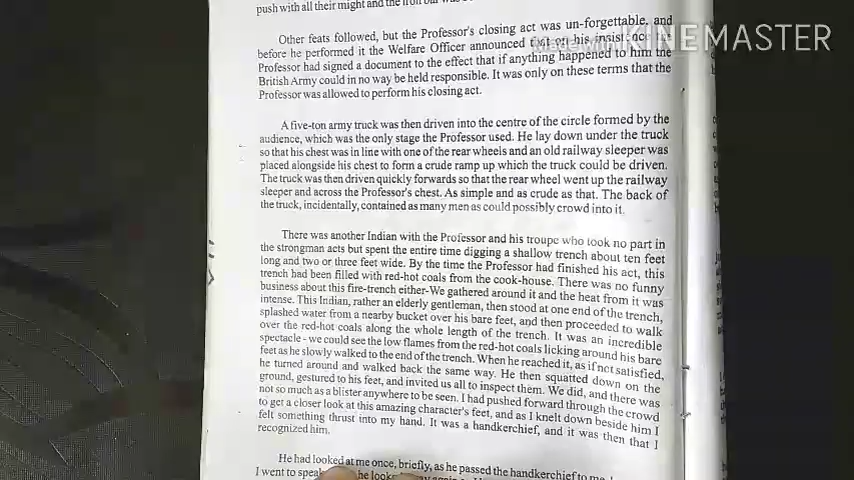 push with all their might and the iron bar was
Other feats followed, but the Professor's closing act was un-forgettable, and
before he performed it the Welfare Officer announced that on his insistence the
Professor had signed a document to the effect that if anything happened to him the
British Army could in no way be held responsible. It was only on these terms that the
Professor was allowed to perform his closing act.
KINEMASTER
A five-ton army truck was then driven into the centre of the circle formed by the
audience, which was the only stage the Professor used. He lay down under the truck
so that his chest was in line with one of the rear wheels and an old railway sleeper was
placed alongside his chest to form a crude ramp up which the truck could be driven.
The truck was then driven quickly forwards so that the rear wheel went up the railway
sleeper and across the Professor's chest. As simple and as crude as that. The back of
the truck, incidentally, contained as many men as could possibly crowd into it.
There was another Indian with the Professor and his troupe who took no part in
the strongman acts but spent the entire time digging a shallow trench about ten feet
long and two or three feet wide. By the time the Professor had finished his act, this
trench had been filled with red-hot coals from the cook-house. There was no funny
business about this fire-trench either-We gathered around it and the heat from it was
intense. This Indian, rather an elderly gentleman, then stood at one end of the trench,
splashed water from a nearby bucket over his bare feet, and then proceeded to walk
over the red-hot coals along the whole length of the trench. It was an incredible
spectacle - we could see the low flames from the red-hot coals licking around his bare
feet as he slowly walked to the end of the trench. When he reached it, as if not satisfied,
he turned around and walked back the same way. He then squatted down on the
ground, gestured to his feet, and invited us all to inspect them. We did, and there was
not so much as a blister anywhere to be seen. I had pushed forward through the crowd
to get a closer look at this amazing character's feet, and as I knelt down beside him I
felt something thrust into my hand. It was a handkerchief, and it was then that I
recognized him.
He had looked at me once, briefly, as he passed the handkerchief to me
I went to speak he